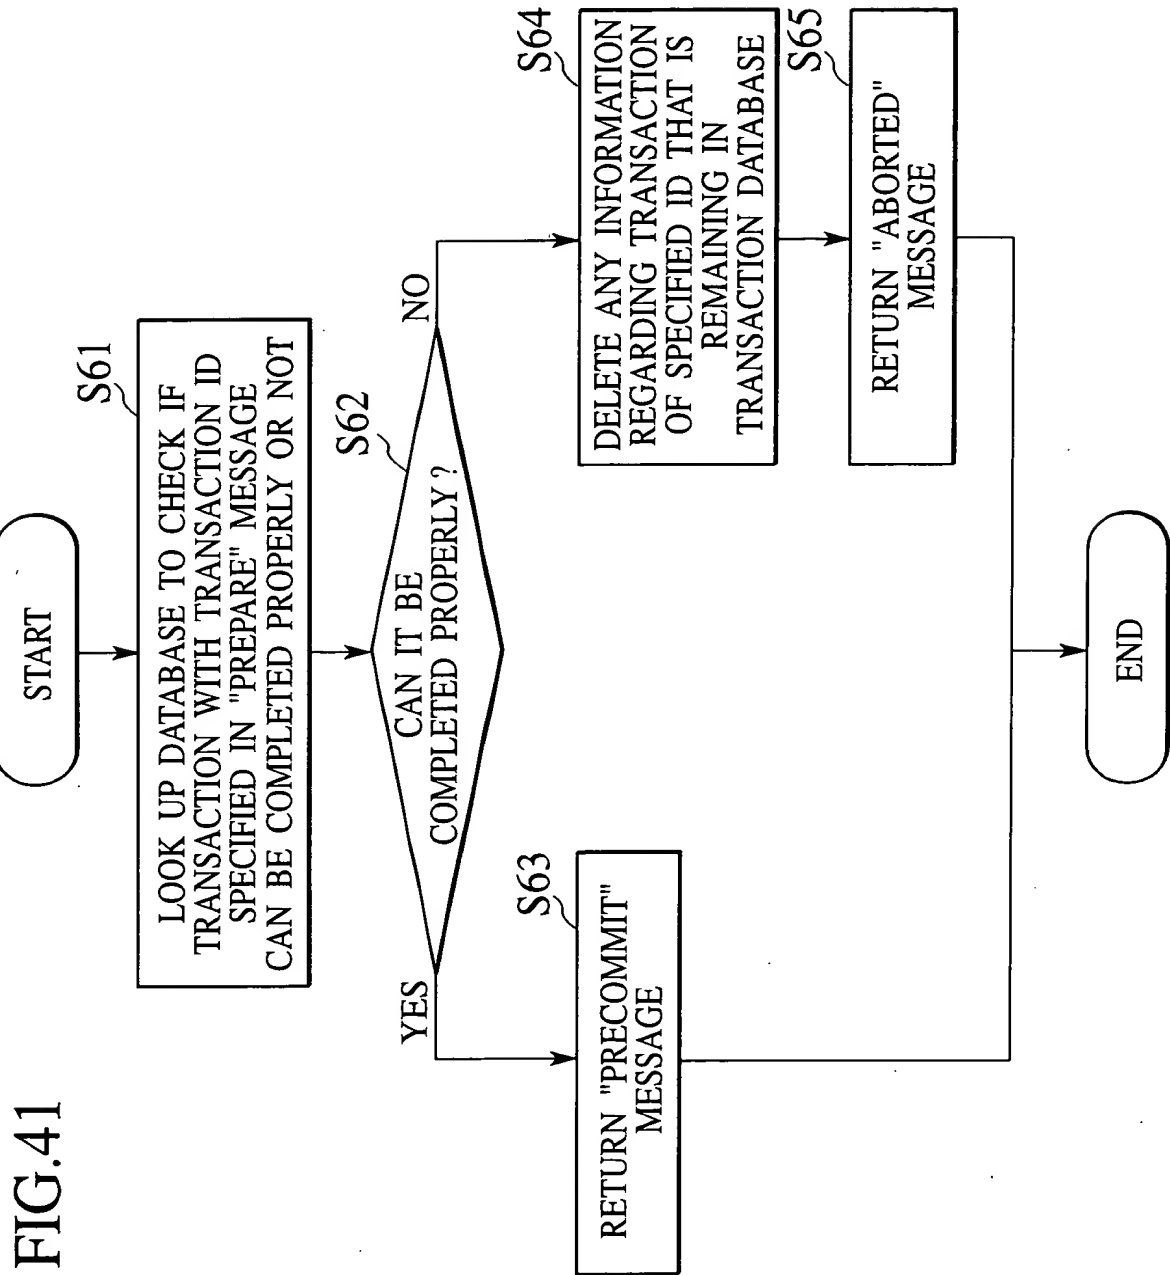 FIG.41
START
S61
LOOK UP DATABASE TO CHECK IF
TRANSACTION WITH TRANSACTION ID
SPECIFIED IN "PREPARE" MESSAGE
CAN BE COMPLETED PROPERLY OR NOT
S62
CAN IT BE
COMPLETED PROPERLY?
YES
NO
S63
RETURN "PRECOMMIT"
MESSAGE
S64
DELETE ANY INFORMATION
REGARDING TRANSACTION
OF SPECIFIED ID THAT IS
REMAINING IN
TRANSACTION DATABASE
S65
RETURN "ABORTED"
MESSAGE
END